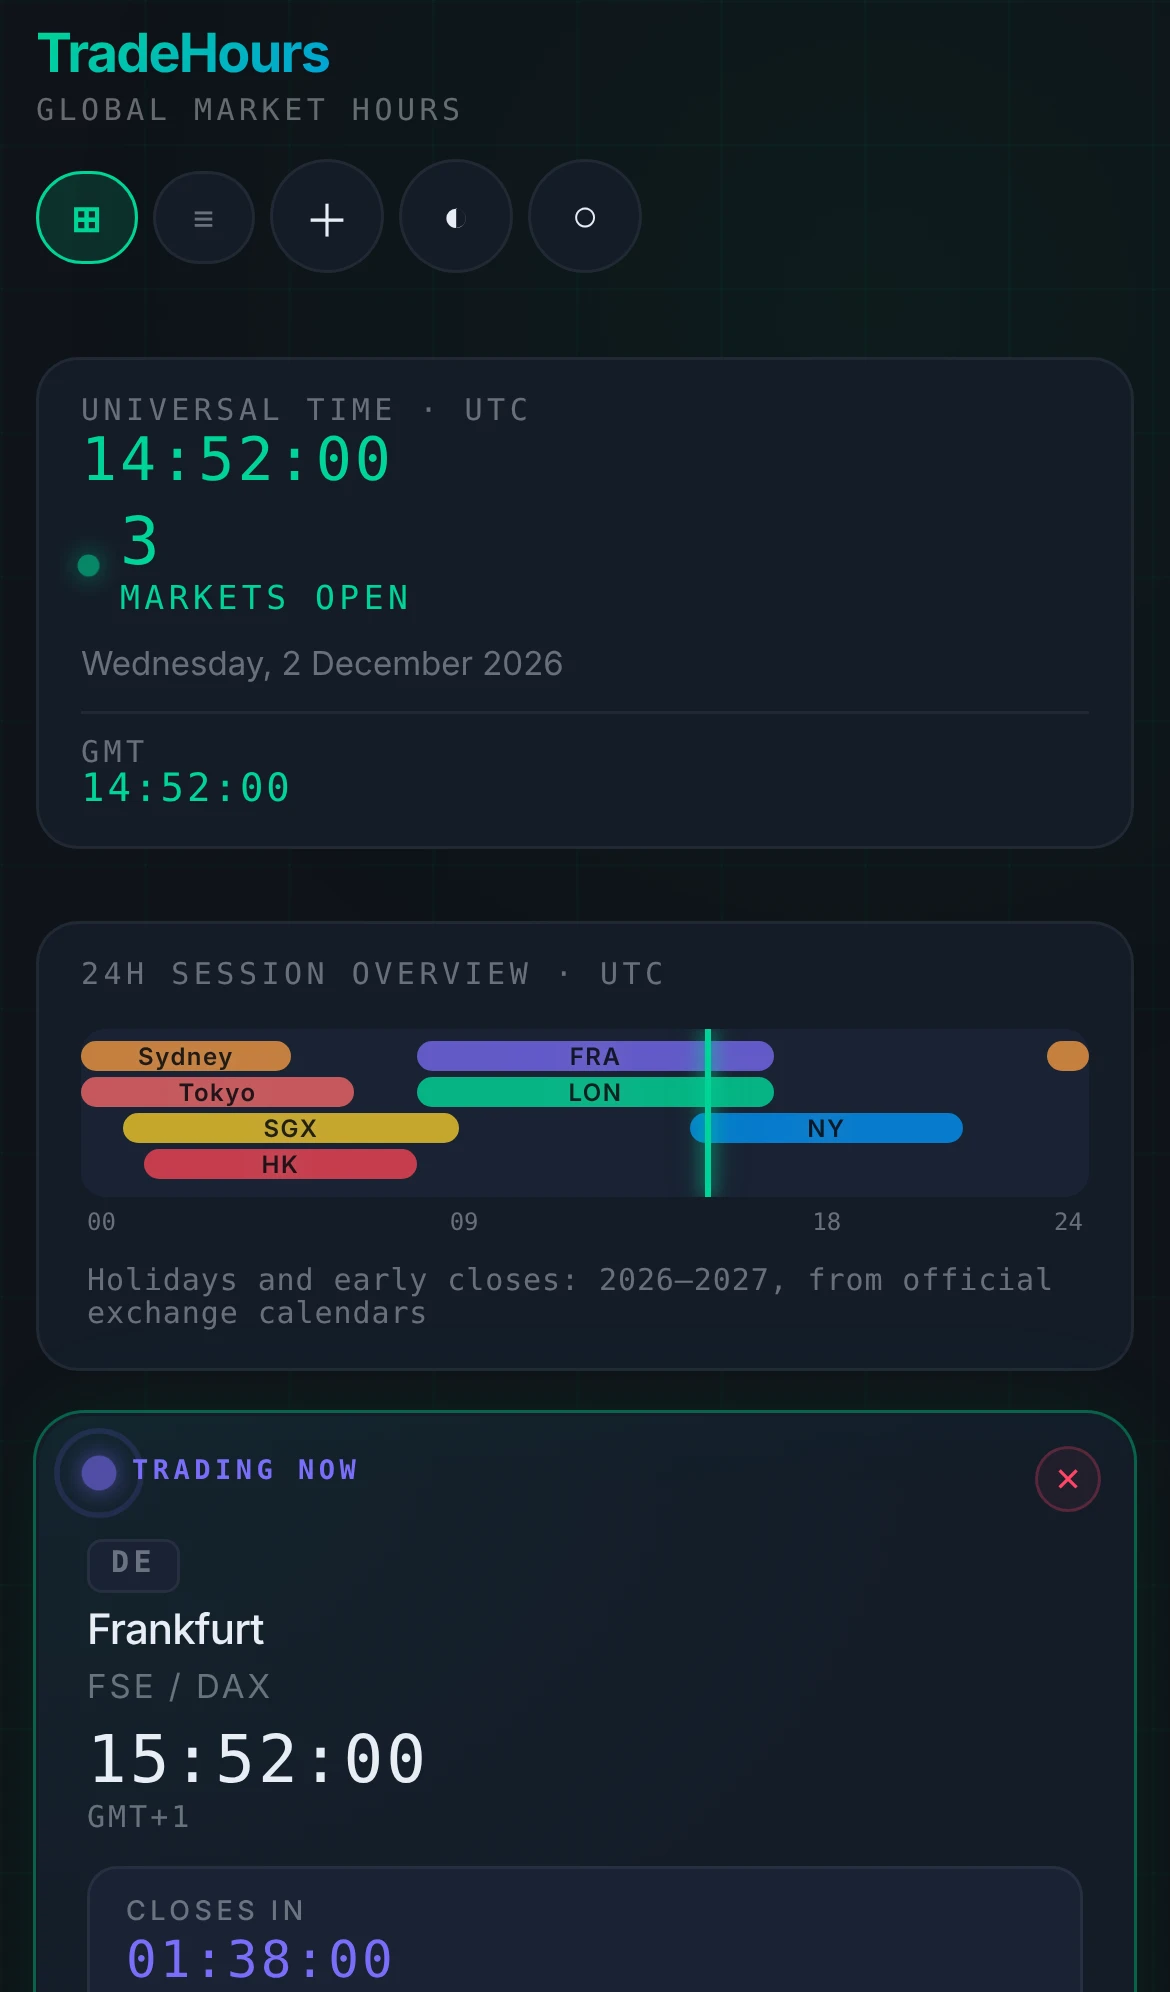 TradeHours
GLOBAL MARKET HOURS
UNIVERSAL TIME · UTC
14:52:00
3
MARKETS OPEN
Wednesday, 2 December 2026
GMT
14:52:00
24H SESSION OVERVIEW · UTC
Sydney FRA
Tokyo LON
SGX NY
HK
00 09 18 24
Holidays and early closes: 2026–2027, from official
exchange calendars
TRADING NOW
DE
Frankfurt
FSE / DAX
15:52:00
GMT+1
CLOSES IN
01:38:00